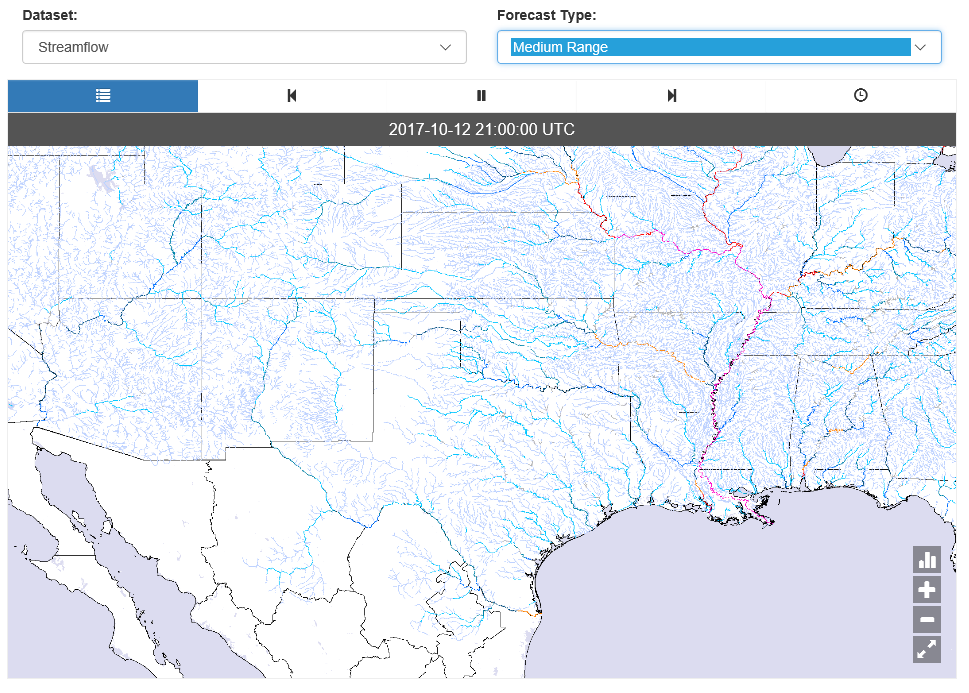 Dataset:
Forecast Type:
Streamflow
Medium Range
2017-10-12 21:00:00 UTC